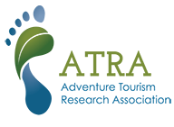 ATRA
Adventure Tourism
Research Association